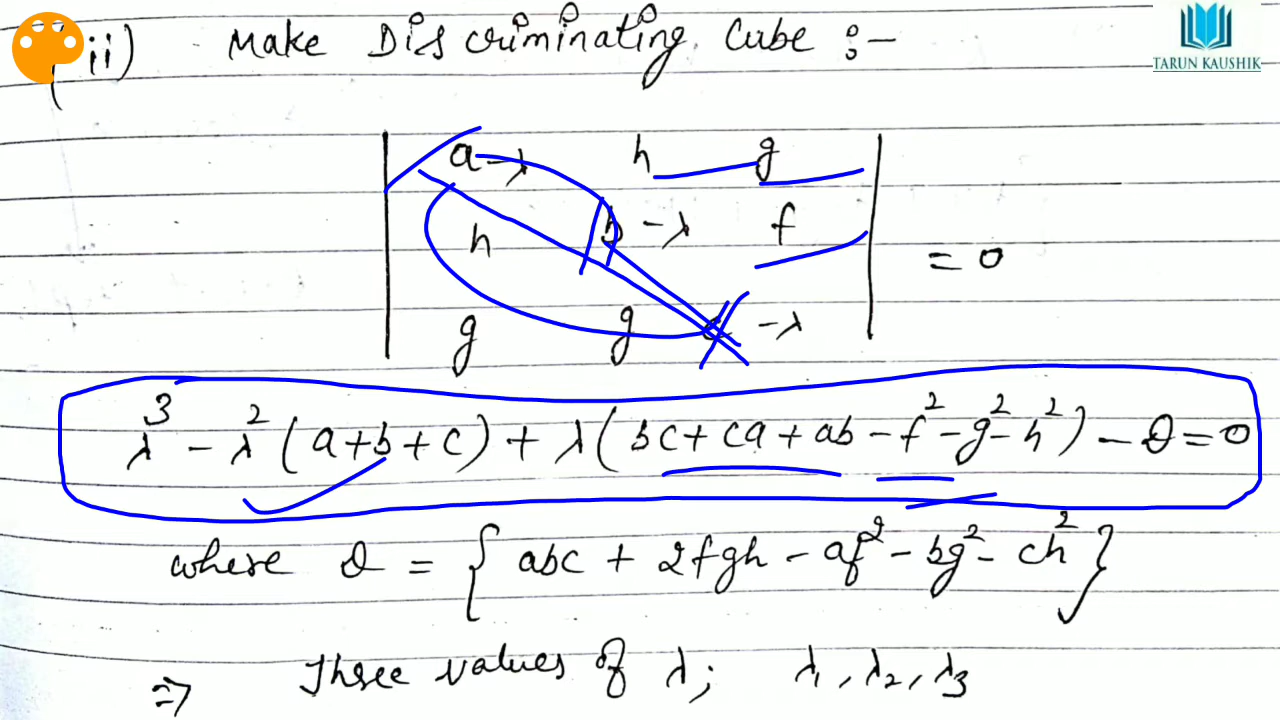 ii) Make Discriminating Cube :-
TARUN KAUSHIK
a-λ h g
h b-λ f = 0
g g c-λ
λ³ - λ² (a+b+c) + λ( bc+ca+ab-f²-g²-h²) - D = 0
where D = { abc + 2fgh - af² - bg² - ch² }
⇒ Three values of λ; λ₁, λ₂, λ₃